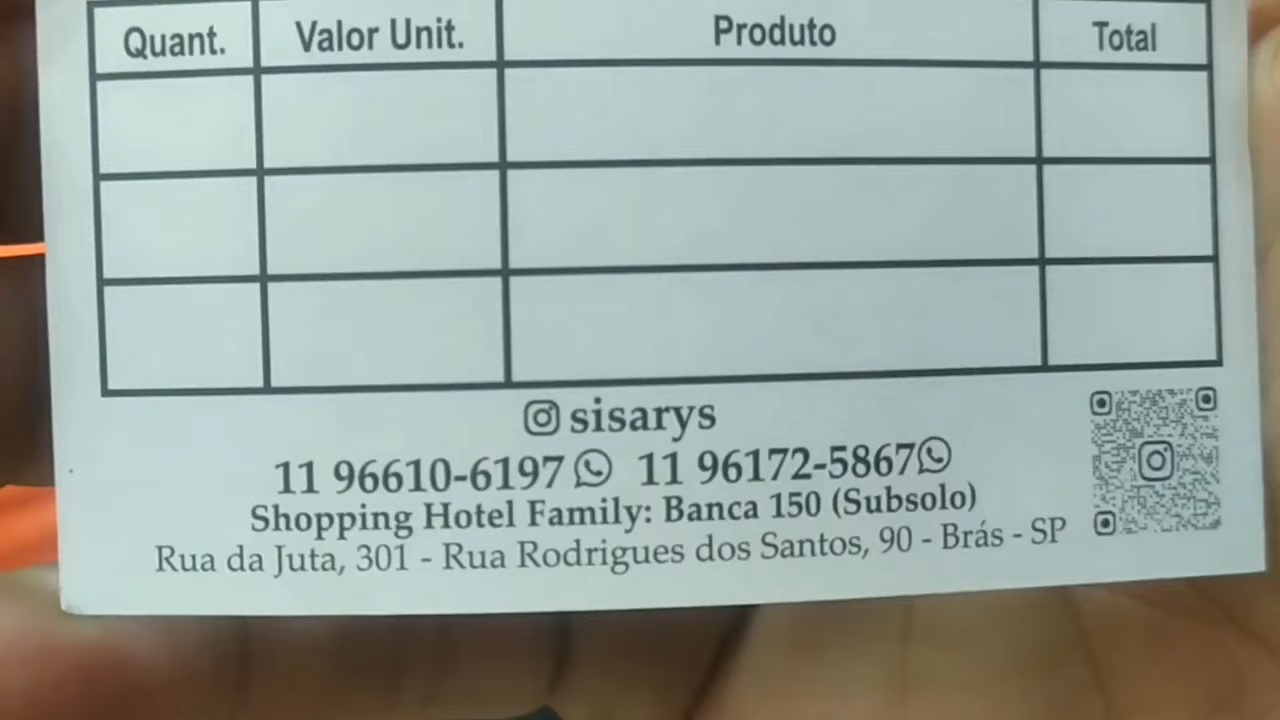 Quant. Valor Unit. Produto Total
sisarys
11 96610-6197 11 96172-5867
Shopping Hotel Family: Banca 150 (Subsolo)
Rua da Juta, 301 - Rua Rodrigues dos Santos, 90 - Brás - SP